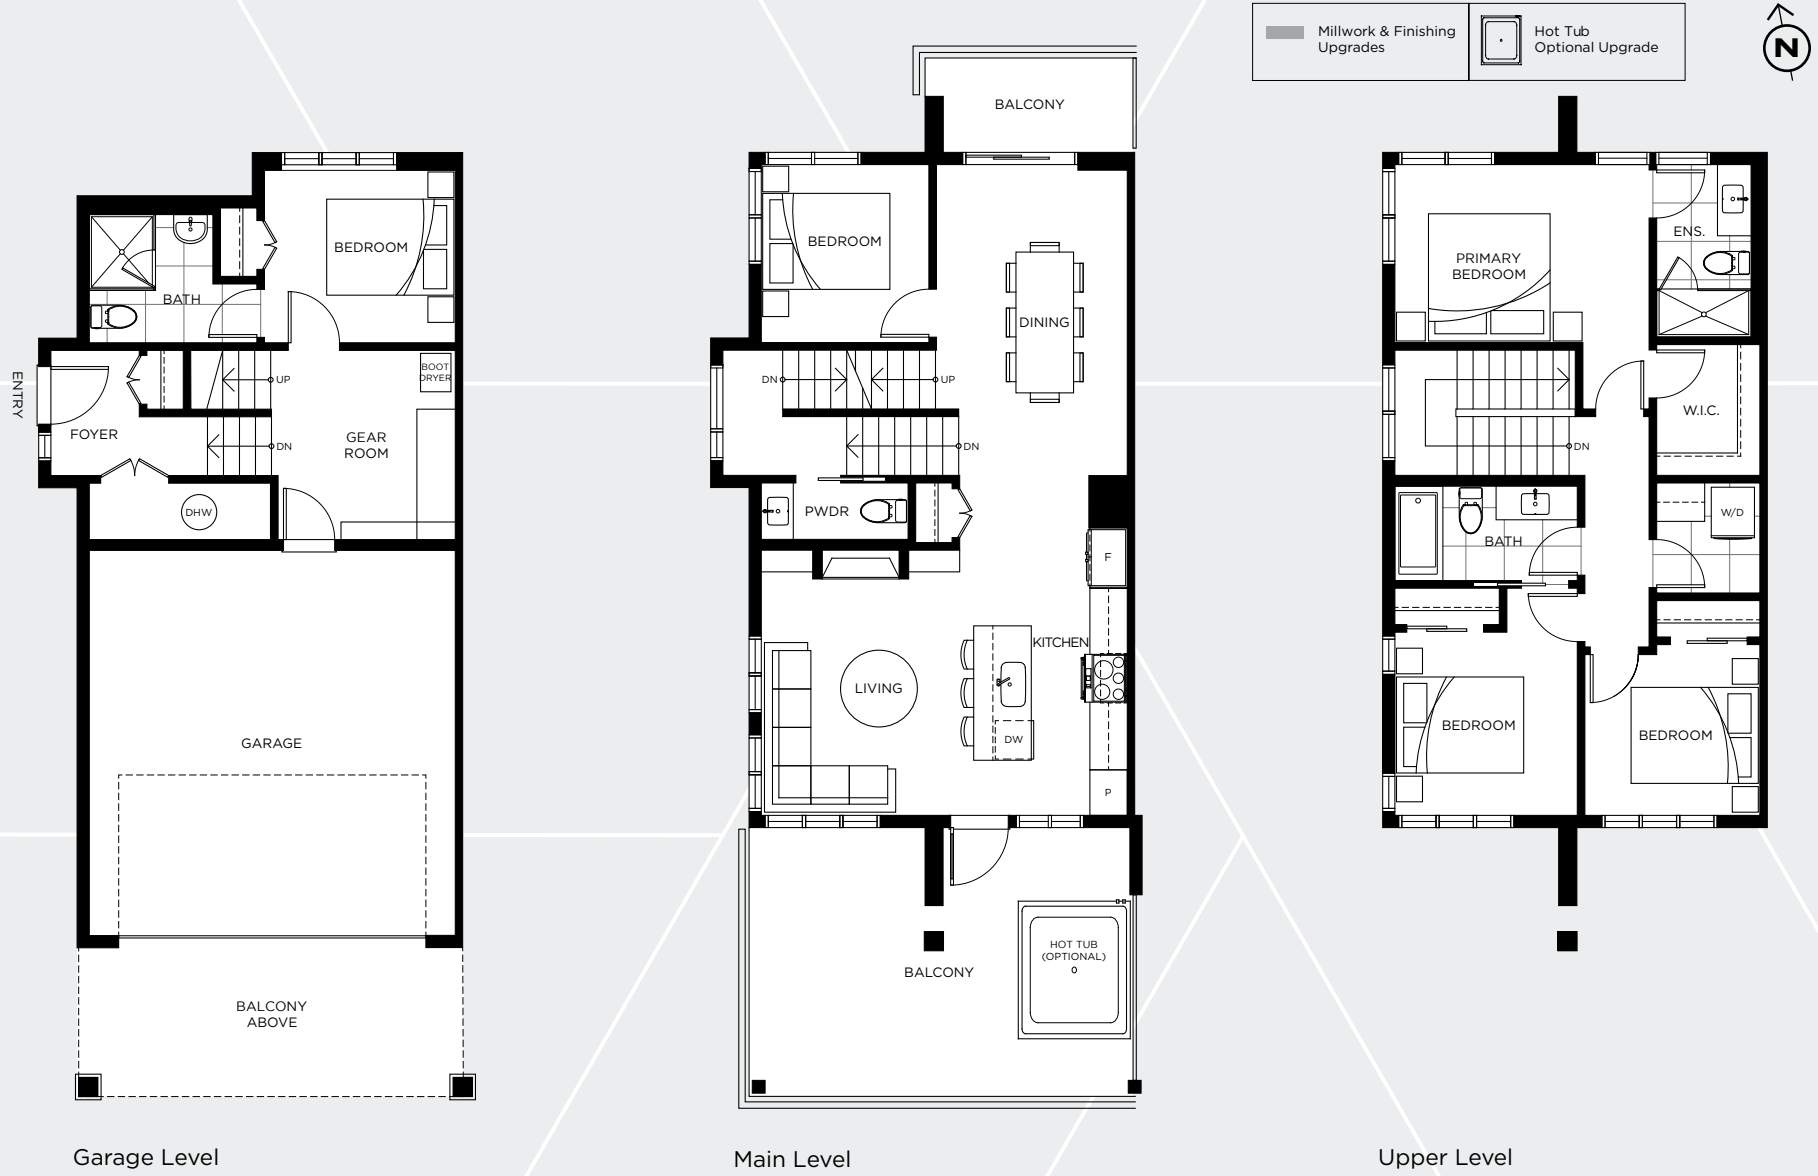 Millwork & Finishing
Upgrades
Hot Tub
Optional Upgrade
N
BEDROOM
BATH
ENTRY
FOYER
UP
DN
BOOT
DRYER
GEAR
ROOM
DHW
GARAGE
BALCONY
ABOVE
Garage Level
BALCONY
BEDROOM
DINING
DN
UP
DN
PWDR
F
KITCHEN
LIVING
DW
P
HOT TUB
(OPTIONAL)
BALCONY
Main Level
ENS.
PRIMARY
BEDROOM
W.I.C.
DN
W/D
BATH
BEDROOM
BEDROOM
Upper Level